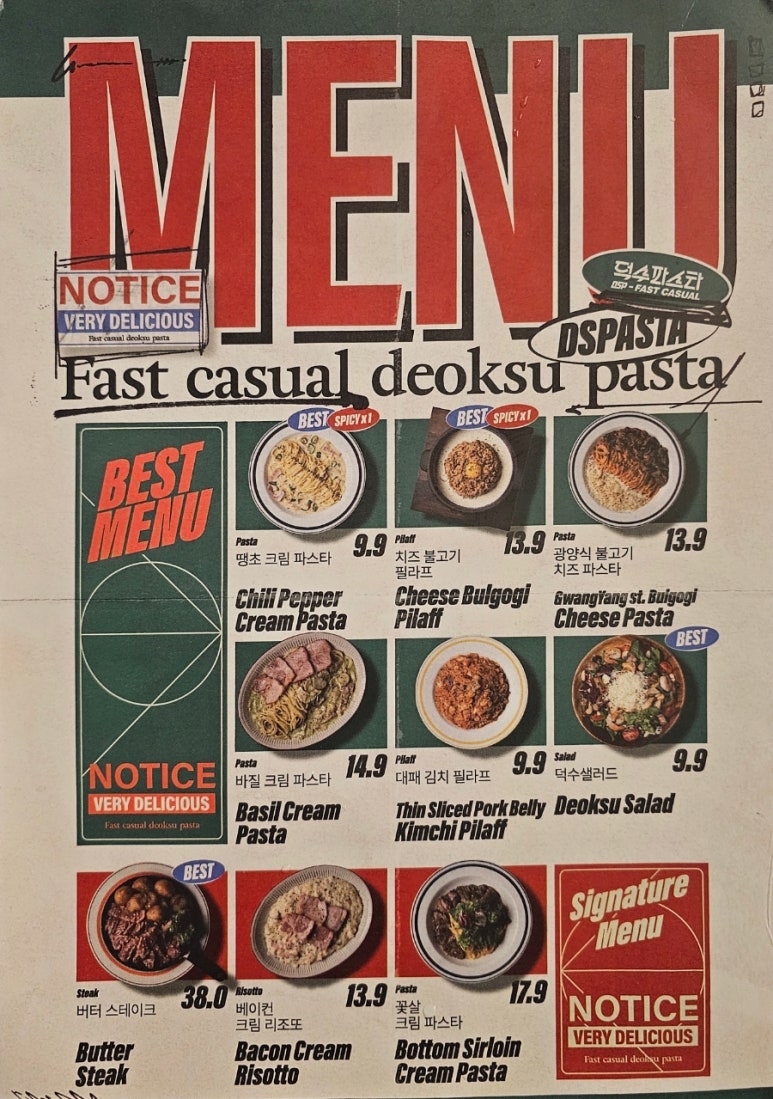 MENU
NOTICE
VERY DELICIOUS
Fast casual deoksu pasta
덕수파스타
DSP - FAST CASUAL
DSPASTA
Fast casual deoksu pasta
BEST
MENU
NOTICE
VERY DELICIOUS
Fast casual deoksu pasta
BEST SPICY x1
Pasta
땡초 크림 파스타
9.9
Chili Pepper
Cream Pasta
BEST SPICY x1
Pilaff
치즈 불고기
필라프
13.9
Cheese Bulgogi
Pilaff
Pasta
광양식 불고기
치즈 파스타
13.9
GwangYang st. Bulgogi
Cheese Pasta
Pasta
바질 크림 파스타
14.9
Basil Cream
Pasta
Pilaff
대패 김치 필라프
9.9
Thin Sliced Pork Belly
Kimchi Pilaff
BEST
Salad
덕수샐러드
9.9
Deoksu Salad
BEST
Steak
버터 스테이크
38.0
Butter
Steak
Risotto
베이컨
크림 리조또
13.9
Bacon Cream
Risotto
Pasta
꽃살
크림 파스타
17.9
Bottom Sirloin
Cream Pasta
Signature
Menu
NOTICE
VERY DELICIOUS
Fast casual deoksu pasta